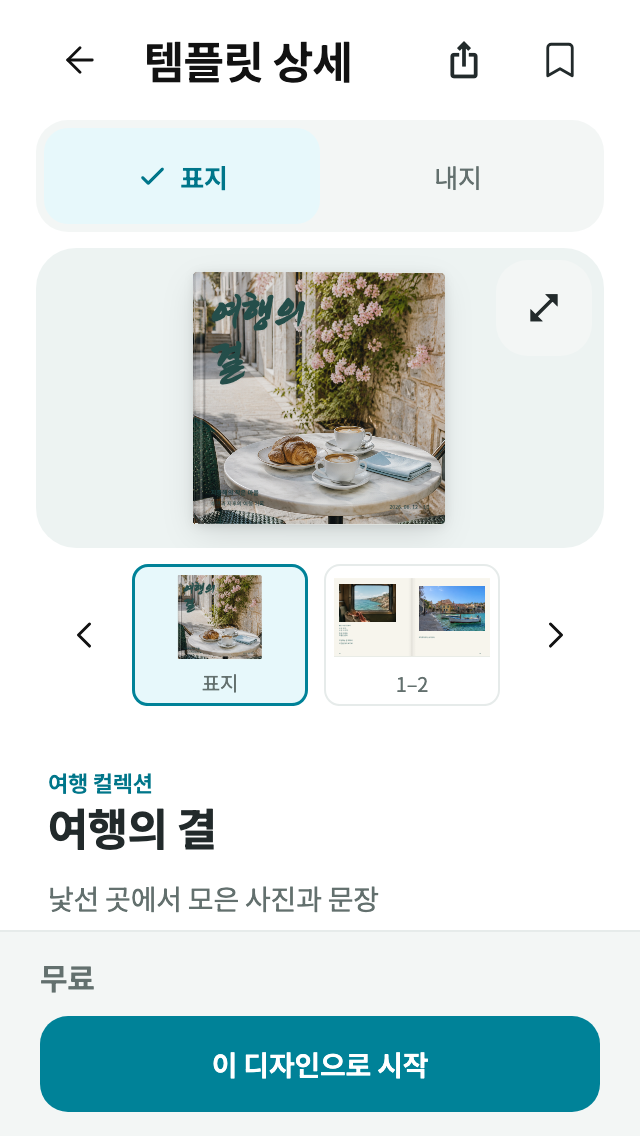 템플릿 상세
표지
내지
여행의
결
표지
1–2
여행 컬렉션
여행의 결
낯선 곳에서 모은 사진과 문장
무료
이 디자인으로 시작